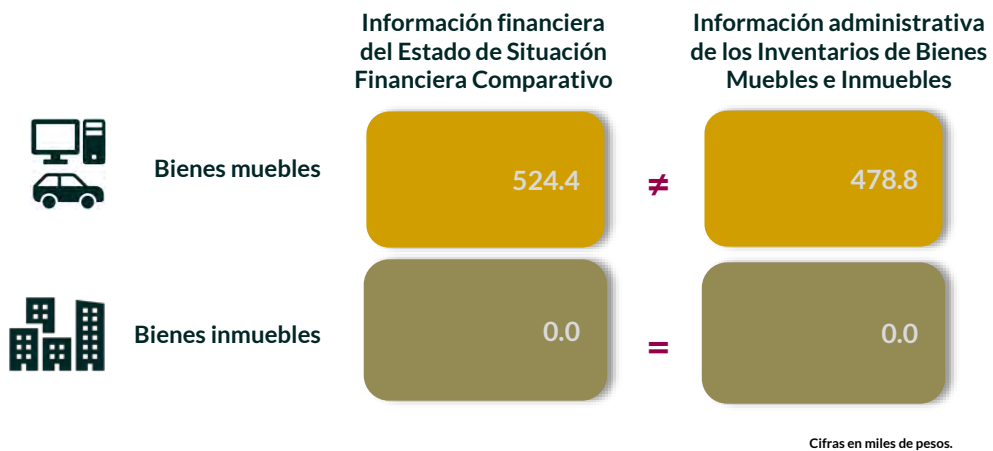 Información financiera
del Estado de Situación
Financiera Comparativo
Información administrativa
de los Inventarios de Bienes
Muebles e Inmuebles
Bienes muebles
524.4
≠
478.8
Bienes inmuebles
0.0
=
0.0
Cifras en miles de pesos.